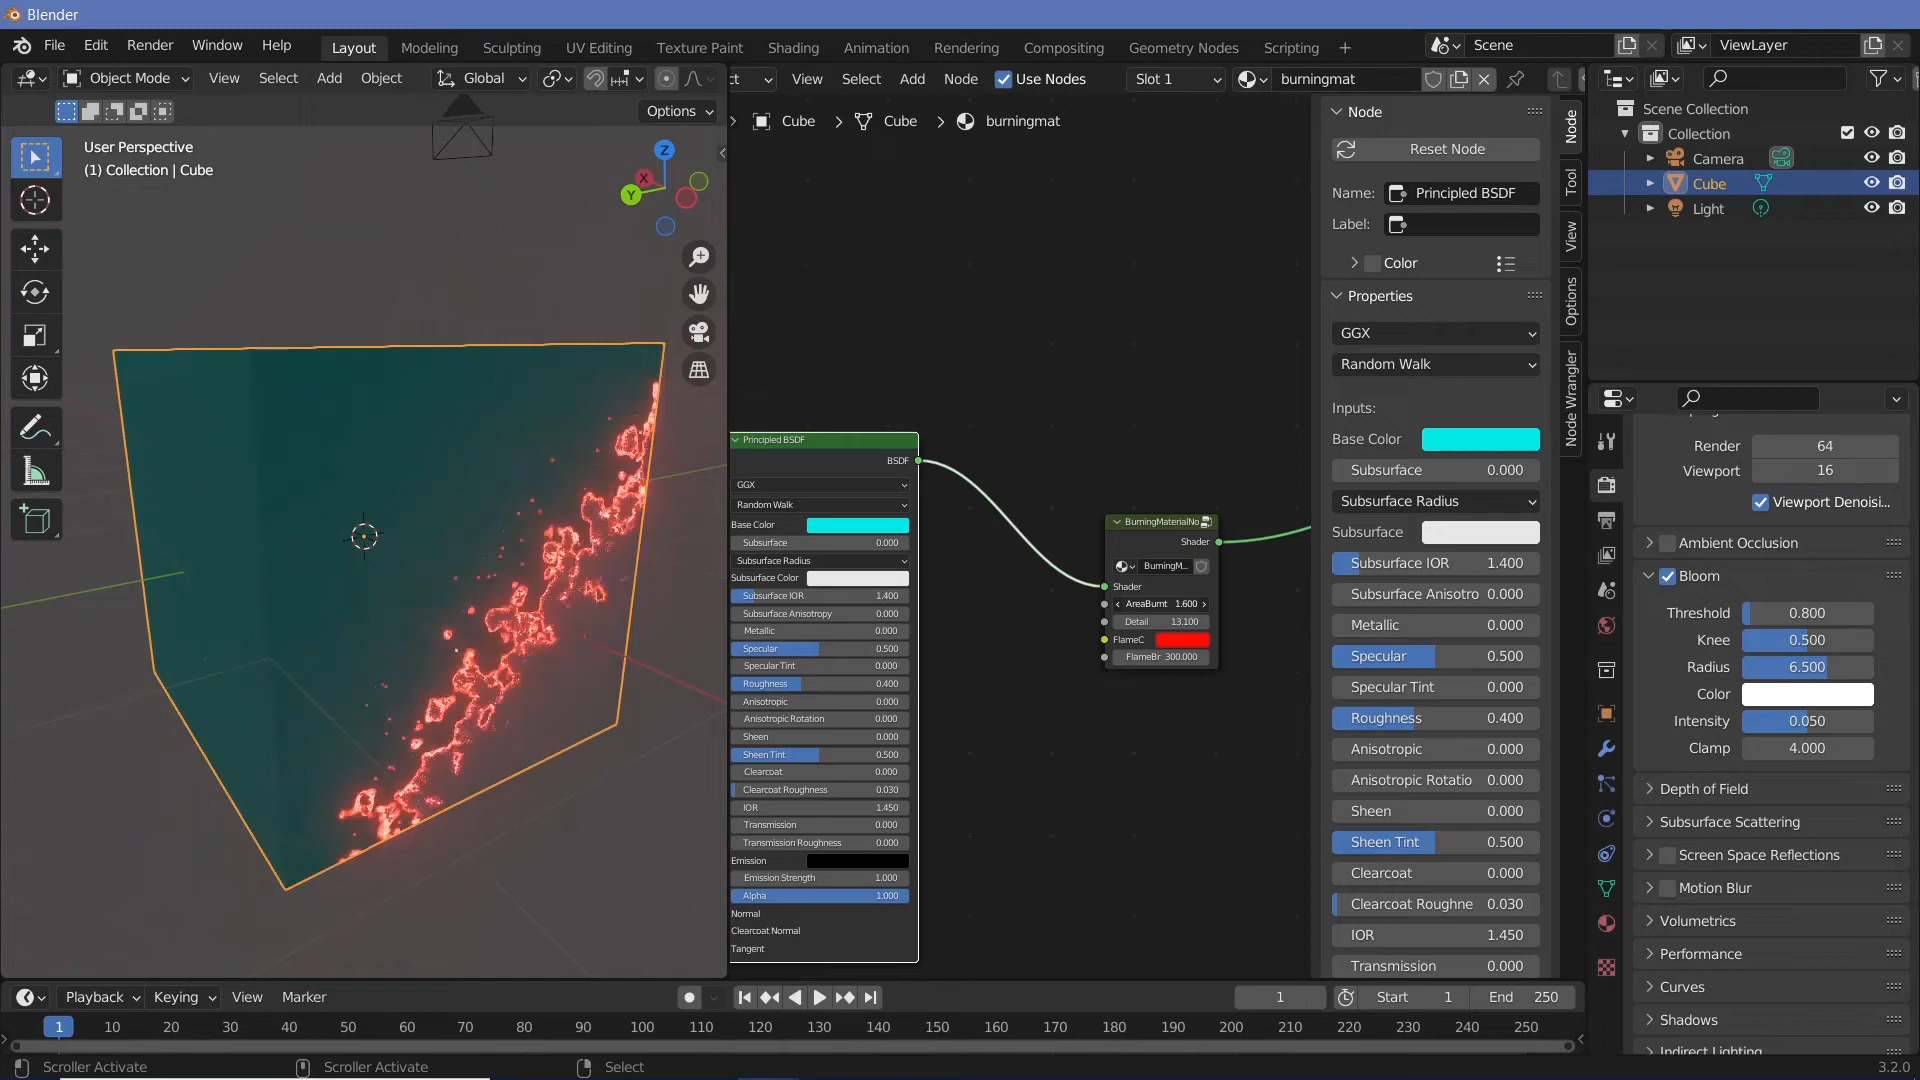 Blender
File Edit Render Window Help
Layout Modeling Sculpting UV Editing Texture Paint Shading Animation Rendering Compositing Geometry Nodes Scripting +
Scene
ViewLayer
Object Mode View Select Add Object Global
View Select Add Node Use Nodes Slot 1 burningmat
Options
User Perspective
(1) Collection | Cube
Z
X
Y
Cube > Cube > burningmat
Principled BSDF
BSDF
GGX
Random Walk
Base Color
Subsurface 0.000
Subsurface Radius
Subsurface Color
Subsurface IOR 1.400
Subsurface Anisotropy 0.000
Metallic 0.000
Specular 0.500
Specular Tint 0.000
Roughness 0.400
Anisotropic 0.000
Anisotropic Rotation 0.000
Sheen 0.000
Sheen Tint 0.500
Clearcoat 0.000
Clearcoat Roughness 0.030
IOR 1.450
Transmission 0.000
Transmission Roughness 0.000
Emission
Emission Strength 1.000
Alpha 1.000
Normal
Clearcoat Normal
Tangent
BurningMaterialNo
Shader
BurningM...
Shader
AreaBurnt 1.600
Detail 13.100
FlameC
FlameBr 300.000
Node
Reset Node
Name: Principled BSDF
Label:
Color
Properties
GGX
Random Walk
Inputs:
Base Color
Subsurface 0.000
Subsurface Radius
Subsurface
Subsurface IOR 1.400
Subsurface Anisotro 0.000
Metallic 0.000
Specular 0.500
Specular Tint 0.000
Roughness 0.400
Anisotropic 0.000
Anisotropic Rotatio 0.000
Sheen 0.000
Sheen Tint 0.500
Clearcoat 0.000
Clearcoat Roughne 0.030
IOR 1.450
Transmission 0.000
Node
Tool
View
Options
Node Wrangler
Scene Collection
Collection
Camera
Cube
Light
Render 64
Viewport 16
Viewport Denoisi...
Ambient Occlusion
Bloom
Threshold 0.800
Knee 0.500
Radius 6.500
Color
Intensity 0.050
Clamp 4.000
Depth of Field
Subsurface Scattering
Screen Space Reflections
Motion Blur
Volumetrics
Performance
Curves
Shadows
Indirect Lighting
Playback Keying View Marker
1 Start 1 End 250
1 10 20 30 40 50 60 70 80 90 100 110 120 130 140 150 160 170 180 190 200 210 220 230 240 250
Scroller Activate Scroller Activate Select 3.2.0